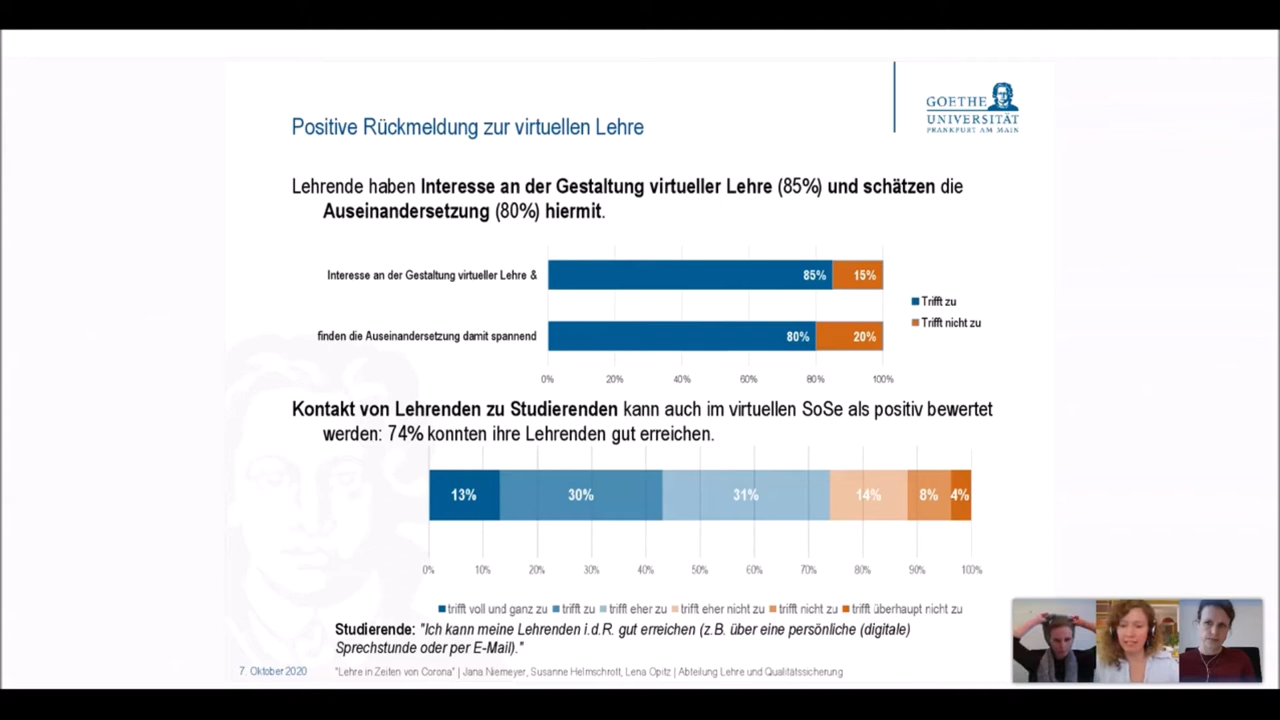 GOETHE
UNIVERSITÄT
FRANKFURT AM MAIN
Positive Rückmeldung zur virtuellen Lehre
Lehrende haben Interesse an der Gestaltung virtueller Lehre (85%) und schätzen die
Auseinandersetzung (80%) hiermit.
Interesse an der Gestaltung virtueller Lehre & 85% 15%
finden die Auseinandersetzung damit spannend 80% 20%
Trifft zu
Trifft nicht zu
0% 20% 40% 60% 80% 100%
Kontakt von Lehrenden zu Studierenden kann auch im virtuellen SoSe als positiv bewertet
werden: 74% konnten ihre Lehrenden gut erreichen.
13% 30% 31% 14% 8% 4%
0% 10% 20% 30% 40% 50% 60% 70% 80% 90% 100%
trifft voll und ganz zu trifft zu trifft eher zu trifft eher nicht zu trifft nicht zu trifft überhaupt nicht zu
Studierende: "Ich kann meine Lehrenden i.d.R. gut erreichen (z.B. über eine persönliche (digitale)
Sprechstunde oder per E-Mail)."
7. Oktober 2020 "Lehre in Zeiten von Corona" | Jana Niemeyer, Susanne Helmschrott, Lena Opitz | Abteilung Lehre und Qualitätssicherung